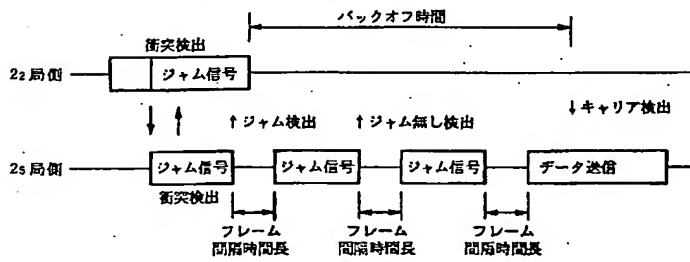 バックオフ時間
衝突検出
2₂局側
ジャム信号
↓キャリア検出
↑ジャム検出
↑ジャム無し検出
2₅局側
ジャム信号
ジャム信号
ジャム信号
データ送信
衝突検出
フレーム
間隔時間長
フレーム
間隔時間長
フレーム
間隔時間長